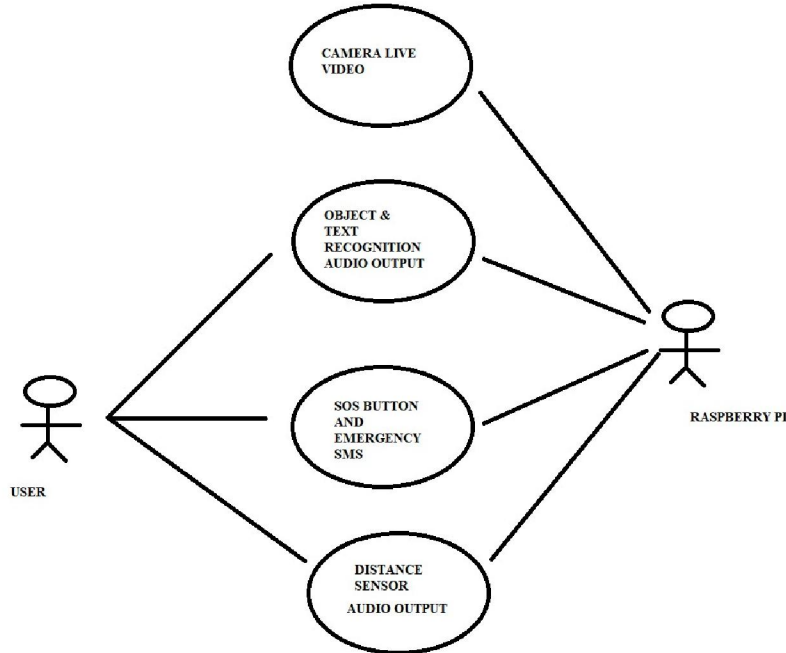 CAMERA LIVE
VIDEO
OBJECT &
TEXT
RECOGNITION
AUDIO OUTPUT
SOS BUTTON
AND
EMERGENCY
SMS
DISTANCE
SENSOR
AUDIO OUTPUT
USER
RASPBERRY PI